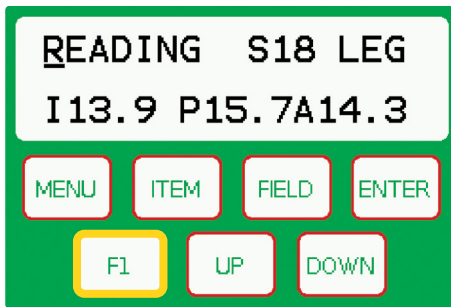 READING S18 LEG
I13.9 P15.7A14.3
MENU ITEM FIELD ENTER
F1 UP DOWN